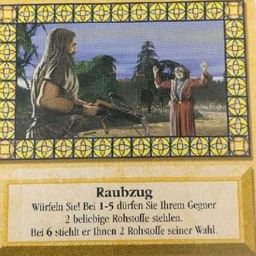 Raubzug
Würfeln Sie! Bei 1-5 dürfen Sie Ihrem Gegner
2 beliebige Rohstoffe stehlen.
Bei 6 stiehlt er Ihnen 2 Rohstoffe seiner Wahl.